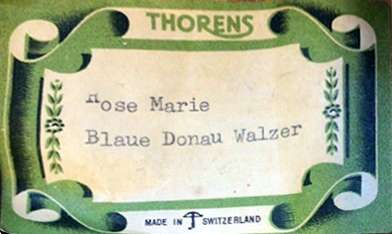 THORENS
Rose Marie
Blaue Donau Walzer
MADE IN SWITZERLAND